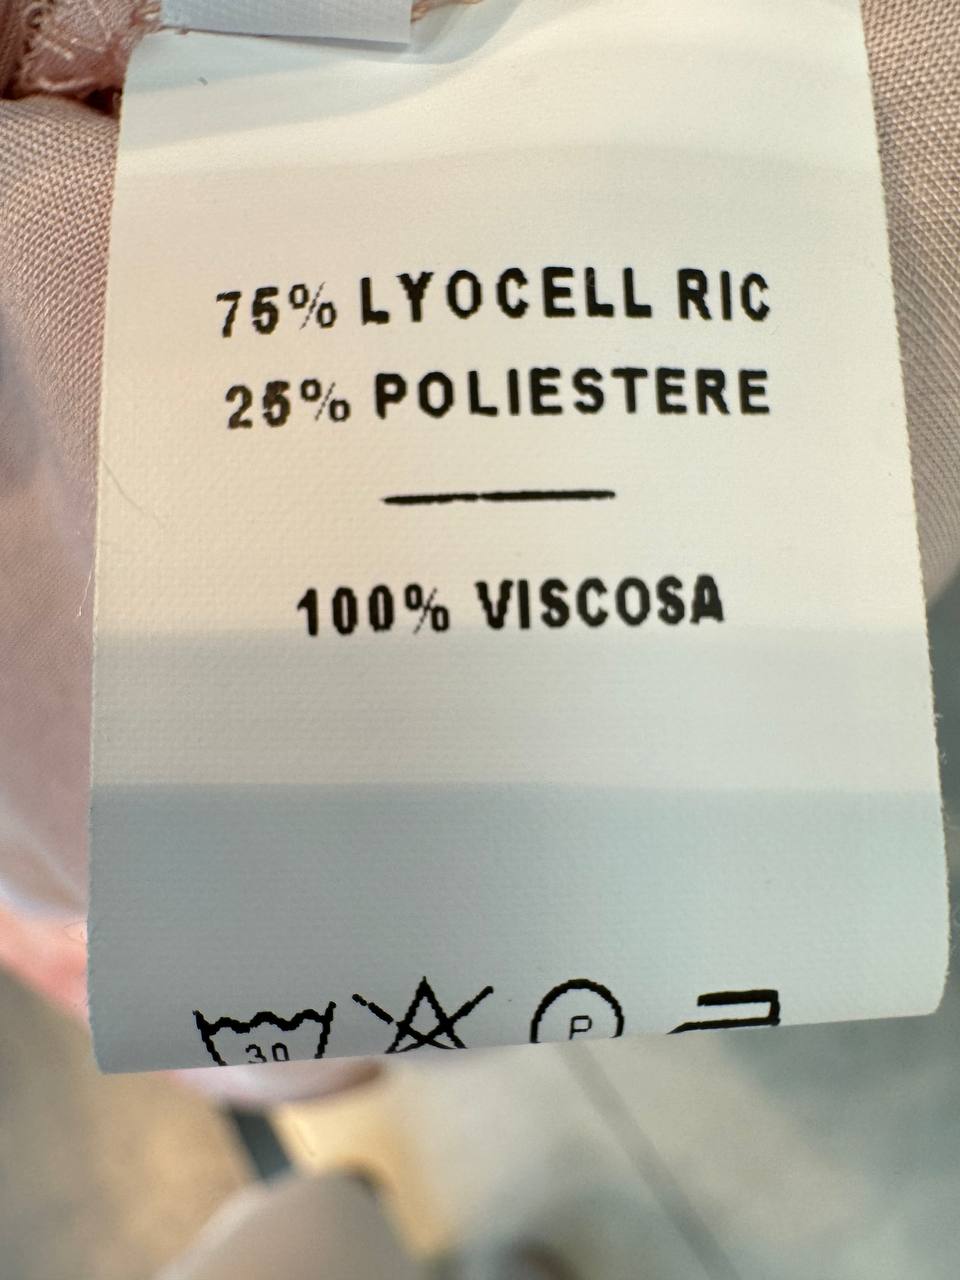 75% LYOCELL RIC
25% POLIESTERE
100% VISCOSA
30
P